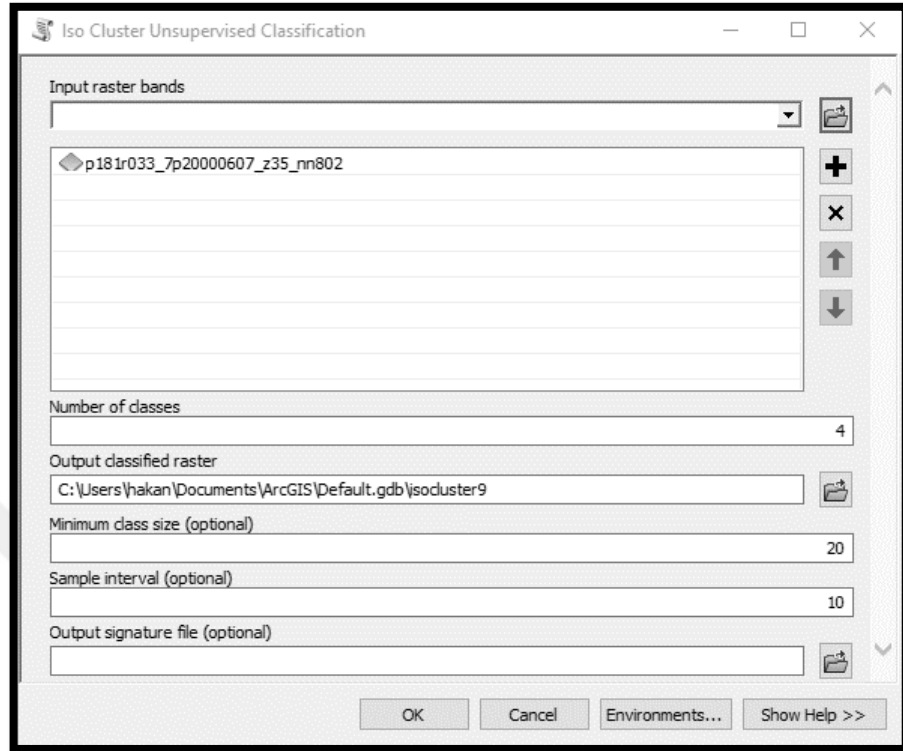 Iso Cluster Unsupervised Classification
Input raster bands
p181r033_7p20000607_z35_nn802
Number of classes
4
Output classified raster
C:\Users\hakan\Documents\ArcGIS\Default.gdb\isocluster9
Minimum class size (optional)
20
Sample interval (optional)
10
Output signature file (optional)
OK Cancel Environments... Show Help >>